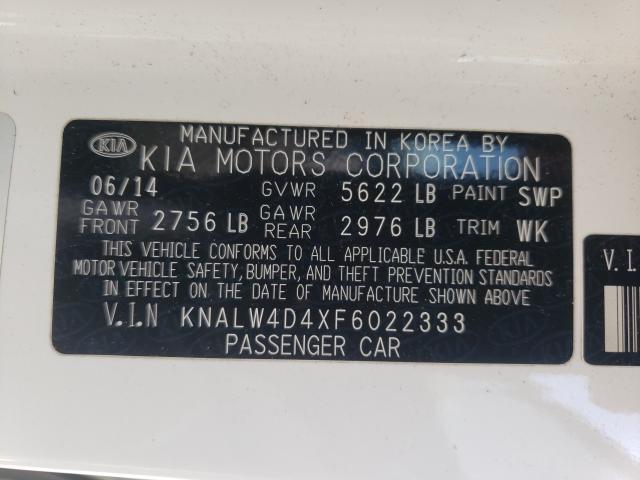 KIA
MANUFACTURED IN KOREA BY
KIA MOTORS CORPORATION
06/14 GVWR 5622 LB PAINT SWP
GAWR FRONT 2756 LB GAWR REAR 2976 LB TRIM WK
THIS VEHICLE CONFORMS TO ALL APPLICABLE U.S.A. FEDERAL
MOTOR VEHICLE SAFETY, BUMPER, AND THEFT PREVENTION STANDARDS
IN EFFECT ON THE DATE OF MANUFACTURE SHOWN ABOVE.
V.I.N KNALW4D4XF6022333
PASSENGER CAR
V.I